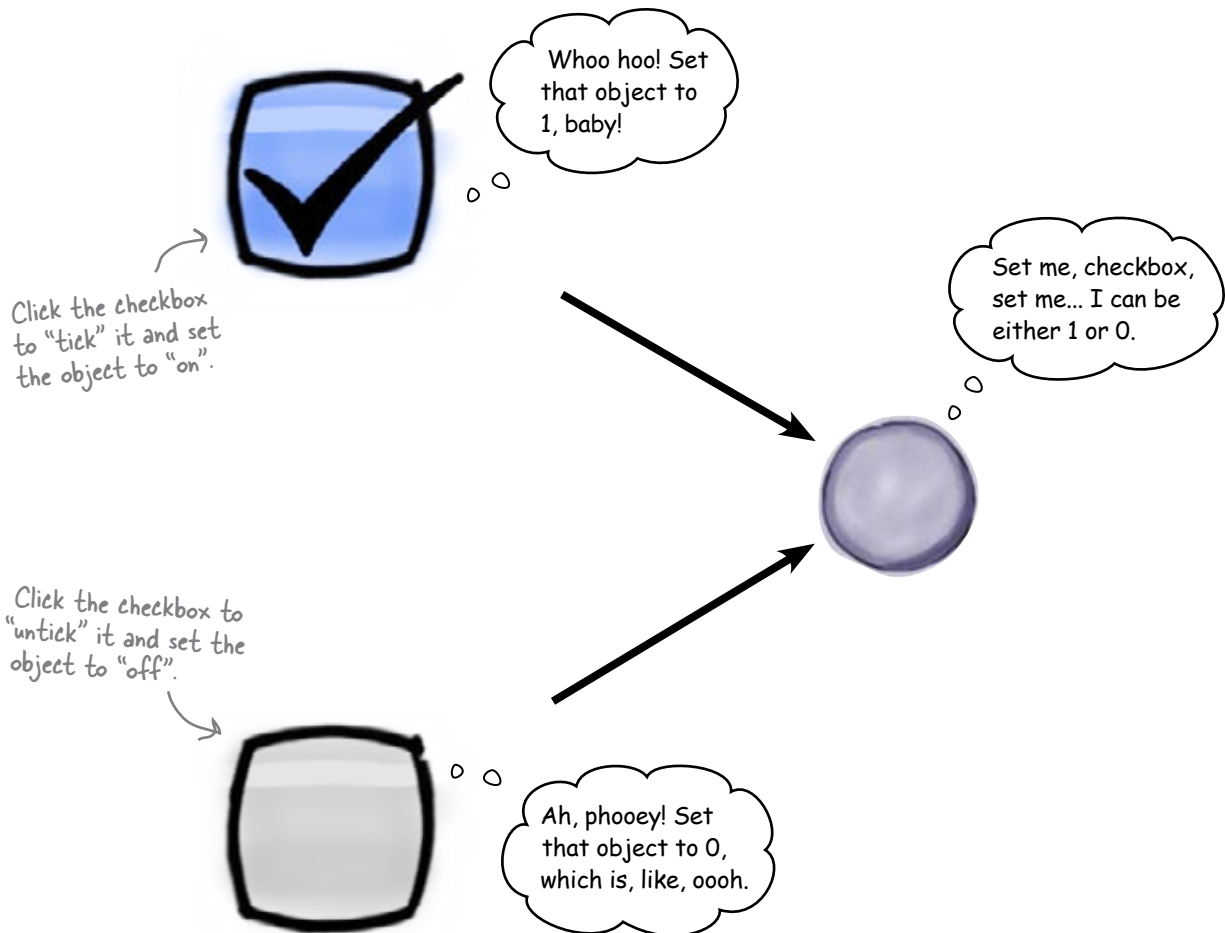 Whoo hoo! Set
that object to
1, baby!
Click the checkbox
to “tick” it and set
the object to “on”.
Set me, checkbox,
set me... I can be
either 1 or 0.
Click the checkbox to
“untick” it and set the
object to “off”.
Ah, phooey! Set
that object to 0,
which is, like, oooh.